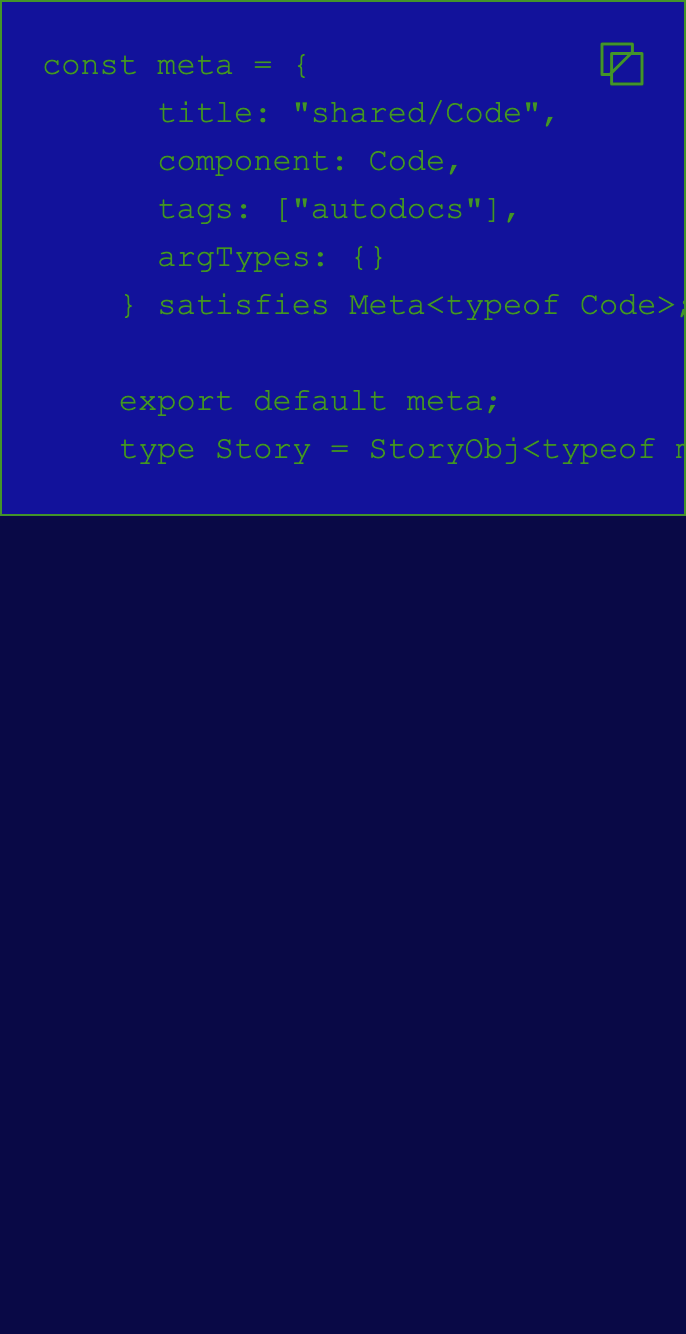 const meta = {
      title: "shared/Code",
      component: Code,
      tags: ["autodocs"],
      argTypes: {}
    } satisfies Meta<typeof Code>;

    export default meta;
    type Story = StoryObj<typeof